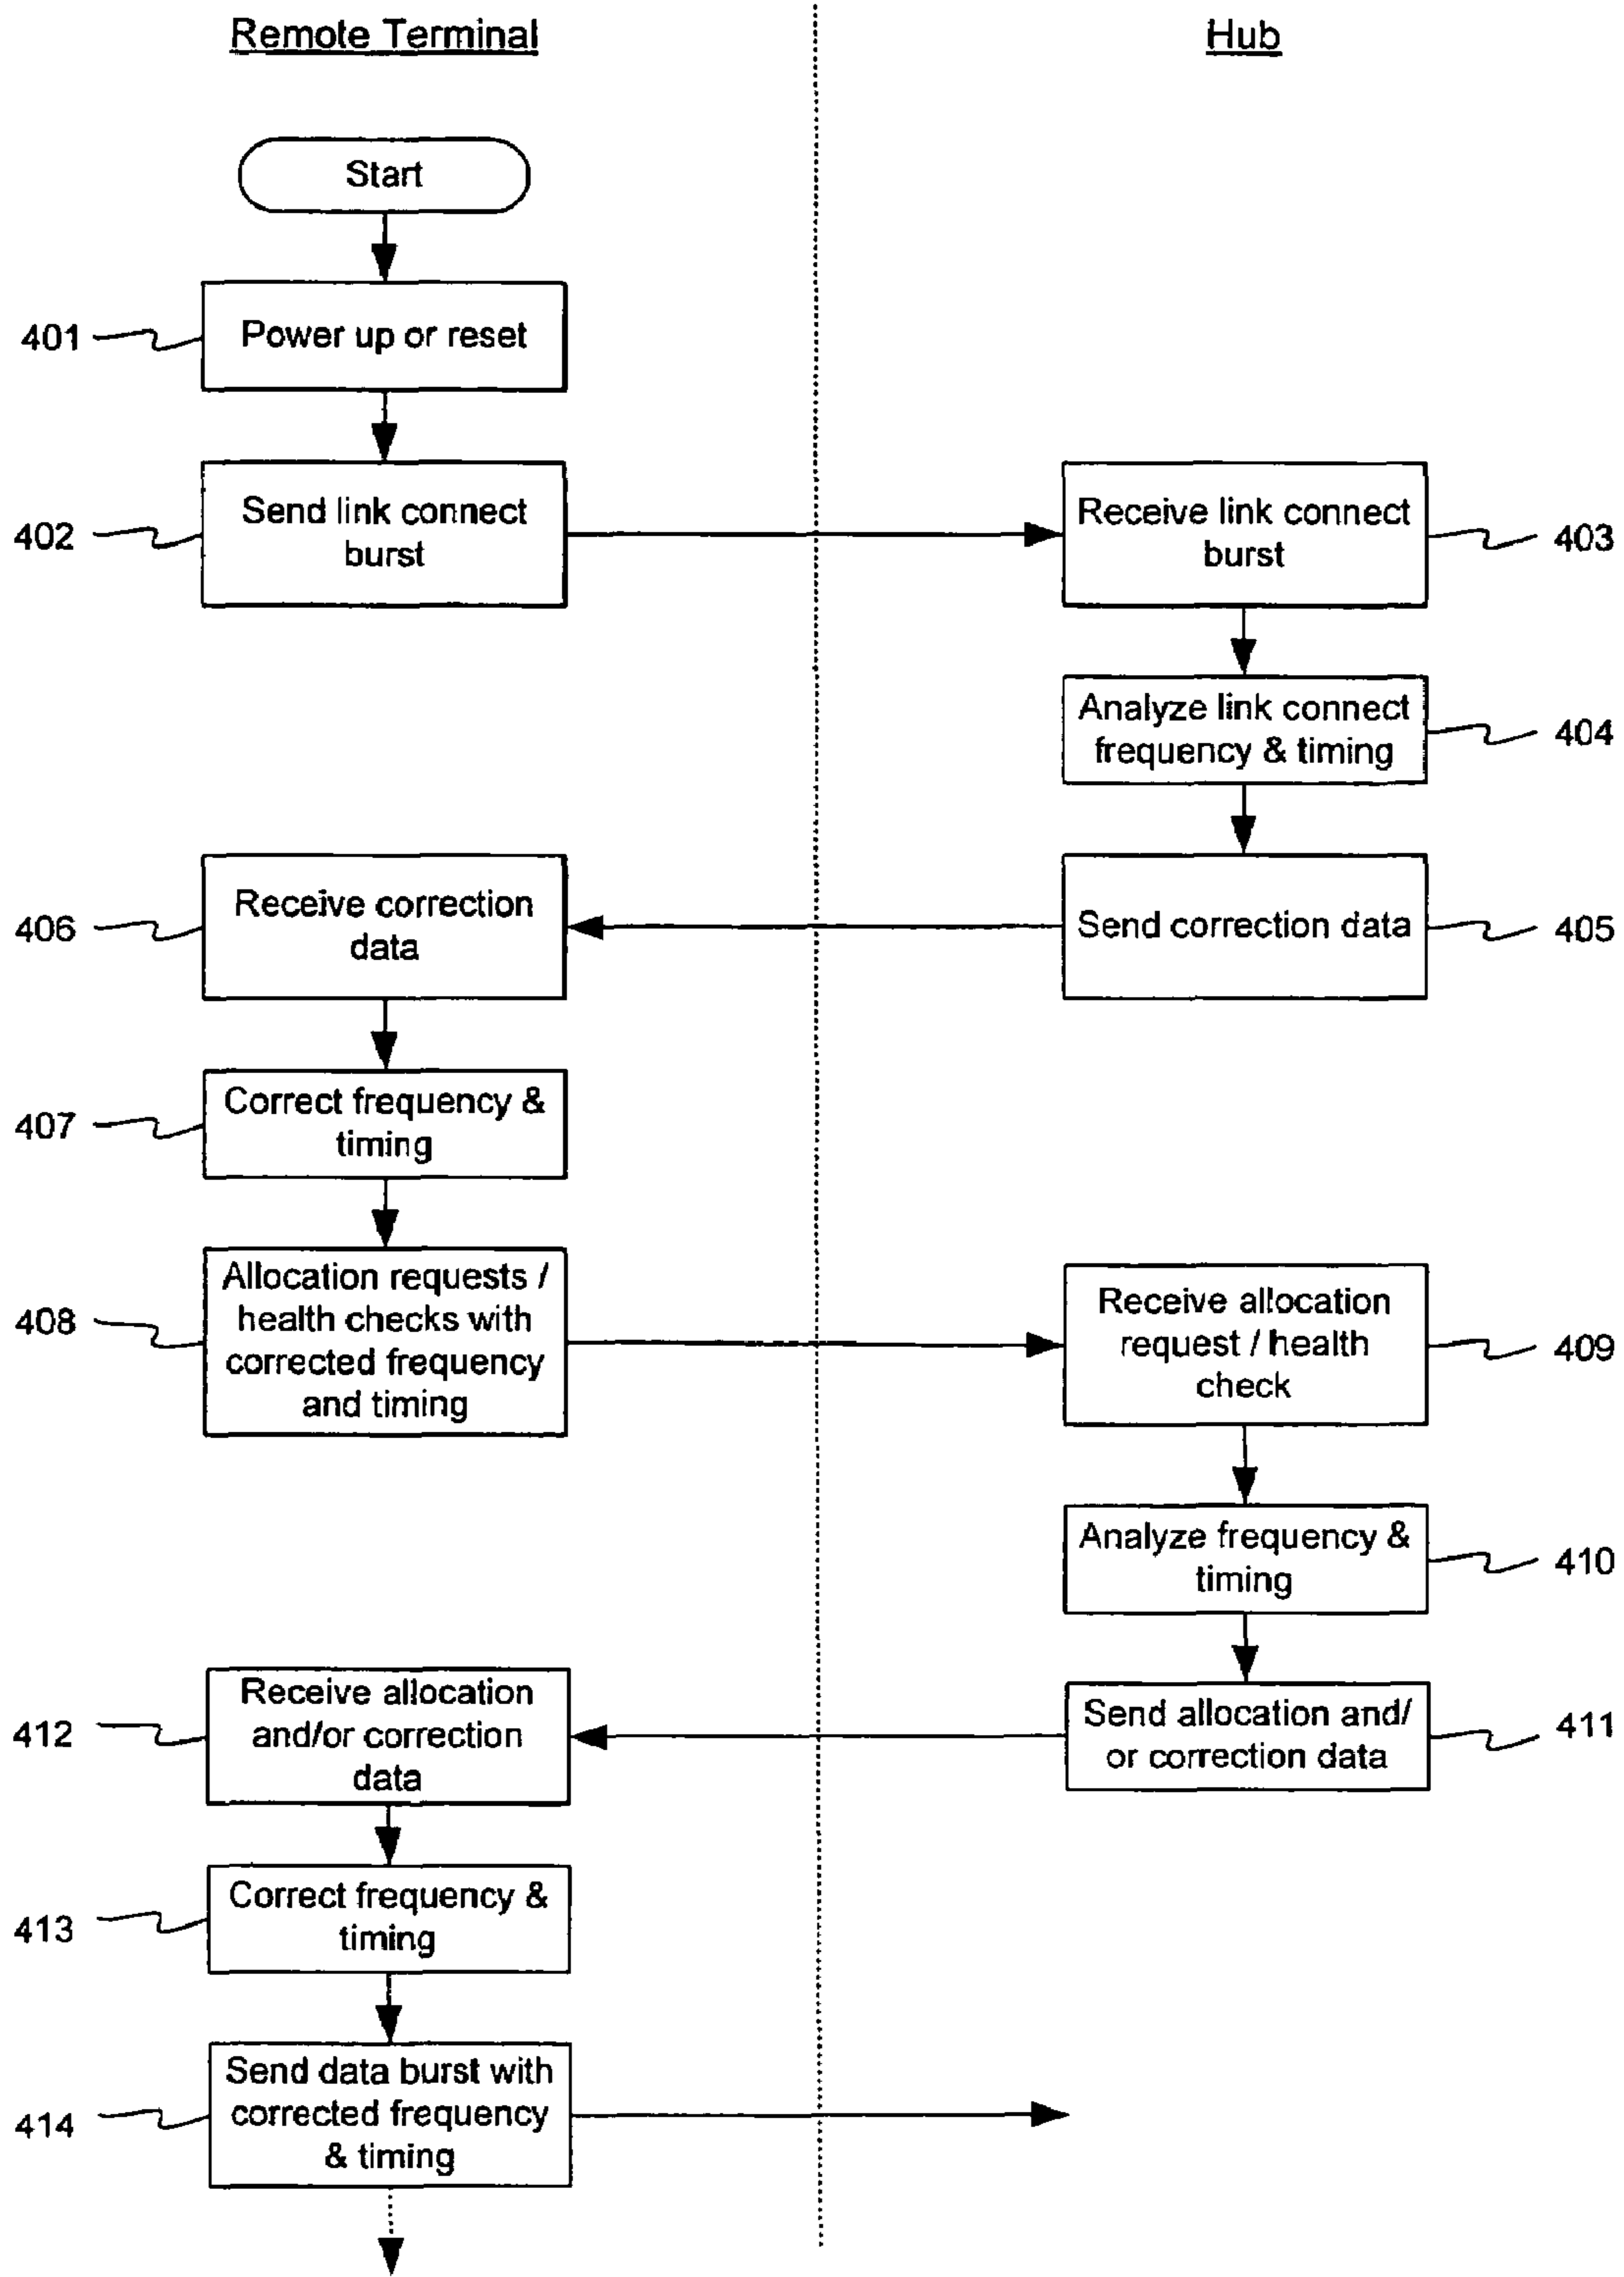 Remote Terminal
Hub
Start
401
Power up or reset
402
Send link connect
burst
Receive link connect
burst
403
Analyze link connect
frequency & timing
404
Send correction data
405
406
Receive correction
data
407
Correct frequency &
timing
408
Allocation requests /
health checks with
corrected frequency
and timing
Receive allocation
request / health
check
409
Analyze frequency &
timing
410
Send allocation and/
or correction data
411
412
Receive allocation
and/or correction
data
413
Correct frequency &
timing
414
Send data burst with
corrected frequency
& timing